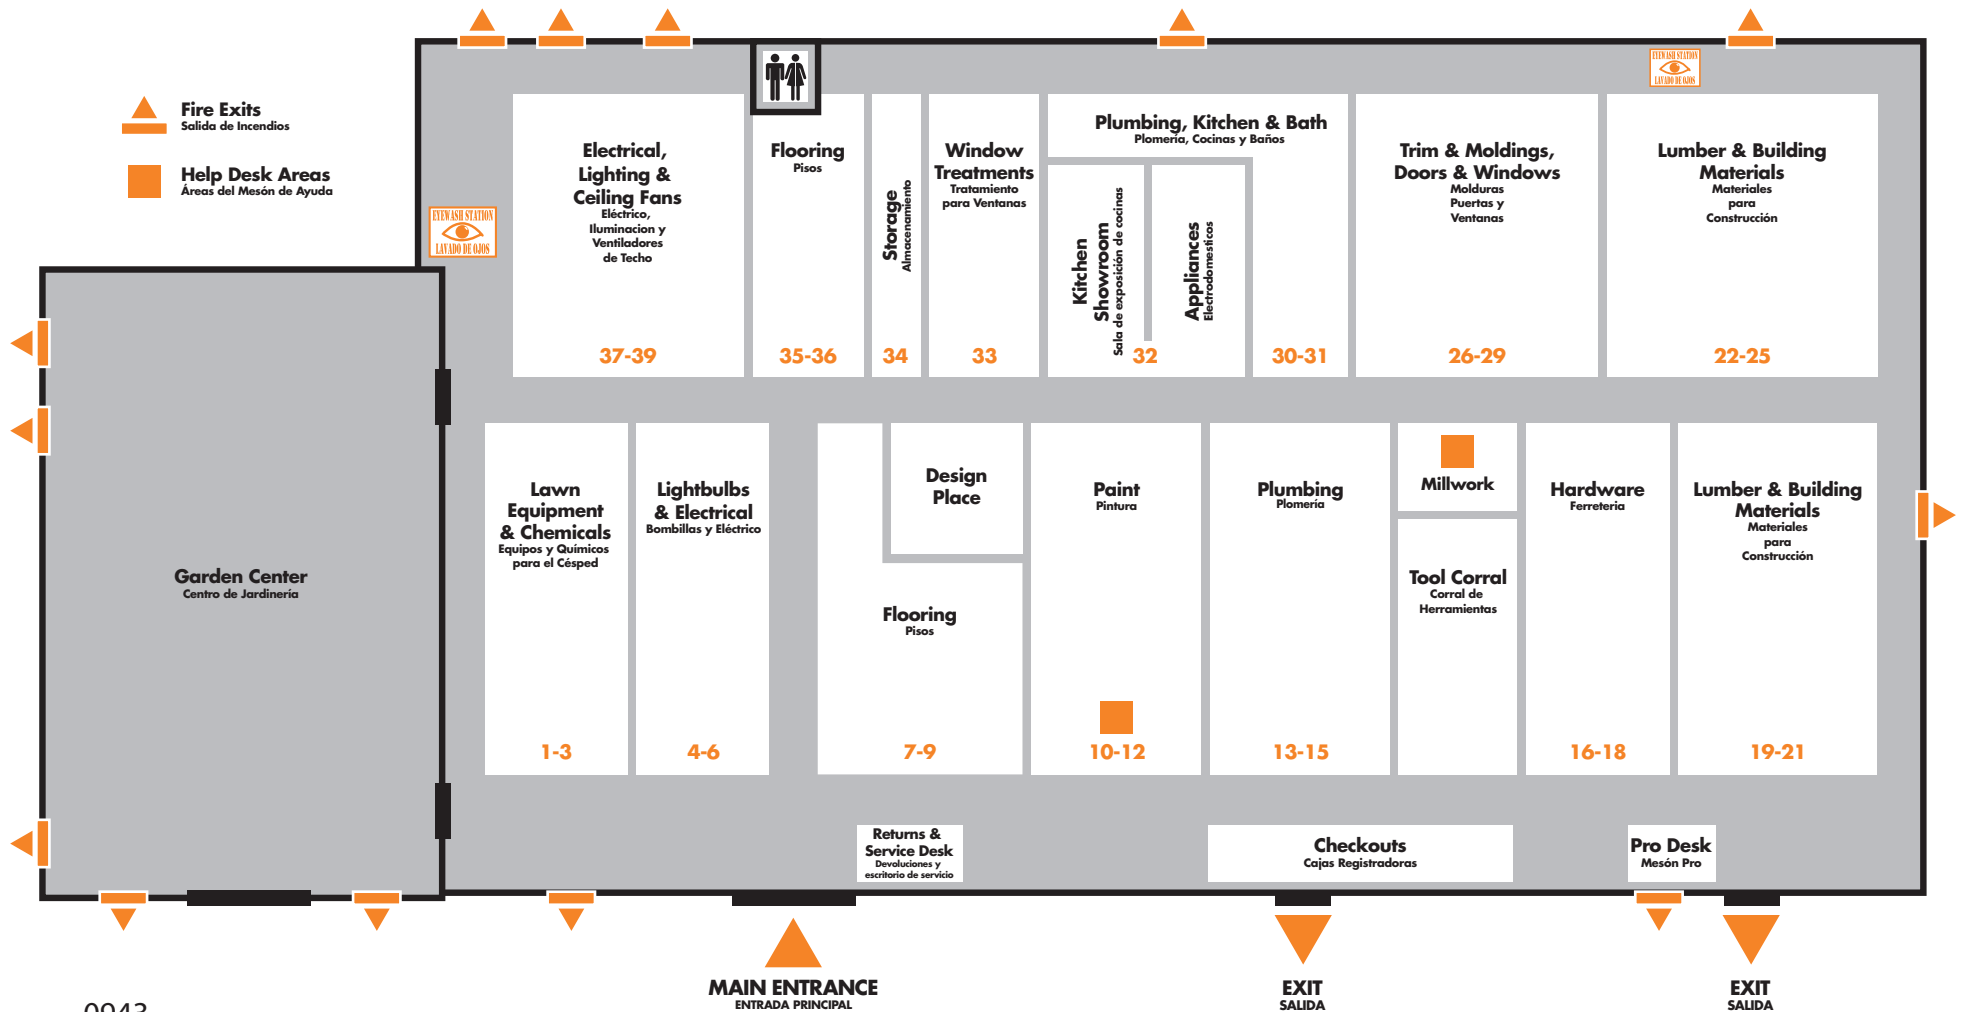 Fire Exits
Salida de Incendios
Help Desk Areas
Áreas del Mesón de Ayuda
EYEWASH STATION
LAVADO DE OJOS
EYEWASH STATION
LAVADO DE OJOS
Electrical,
Lighting &
Ceiling Fans
Eléctrico,
Iluminacion y
Ventiladores
de Techo
37-39
Flooring
Pisos
35-36
Storage
Almacenamiento
34
Window
Treatments
Tratamiento
para Ventanas
33
Plumbing, Kitchen & Bath
Plomería, Cocinas y Baños
Kitchen
Showroom
Sala de exposición de cocinas
Appliances
Electrodomesticos
32
30-31
Trim & Moldings,
Doors & Windows
Molduras
Puertas y
Ventanas
26-29
Lumber & Building
Materials
Materiales
para
Construcción
22-25
Garden Center
Centro de Jardinería
Lawn
Equipment
& Chemicals
Equipos y Químicos
para el Césped
1-3
Lightbulbs
& Electrical
Bombillas y Eléctrico
4-6
Design
Place
Flooring
Pisos
7-9
Paint
Pintura
10-12
Plumbing
Plomería
13-15
Millwork
Tool Corral
Corral de
Herramientas
Hardware
Ferreteria
16-18
Lumber & Building
Materials
Materiales
para
Construcción
19-21
Returns &
Service Desk
Devoluciones y
escritorio de servicio
Checkouts
Cajas Registradoras
Pro Desk
Mesón Pro
MAIN ENTRANCE
ENTRADA PRINCIPAL
EXIT
SALIDA
EXIT
SALIDA
0943